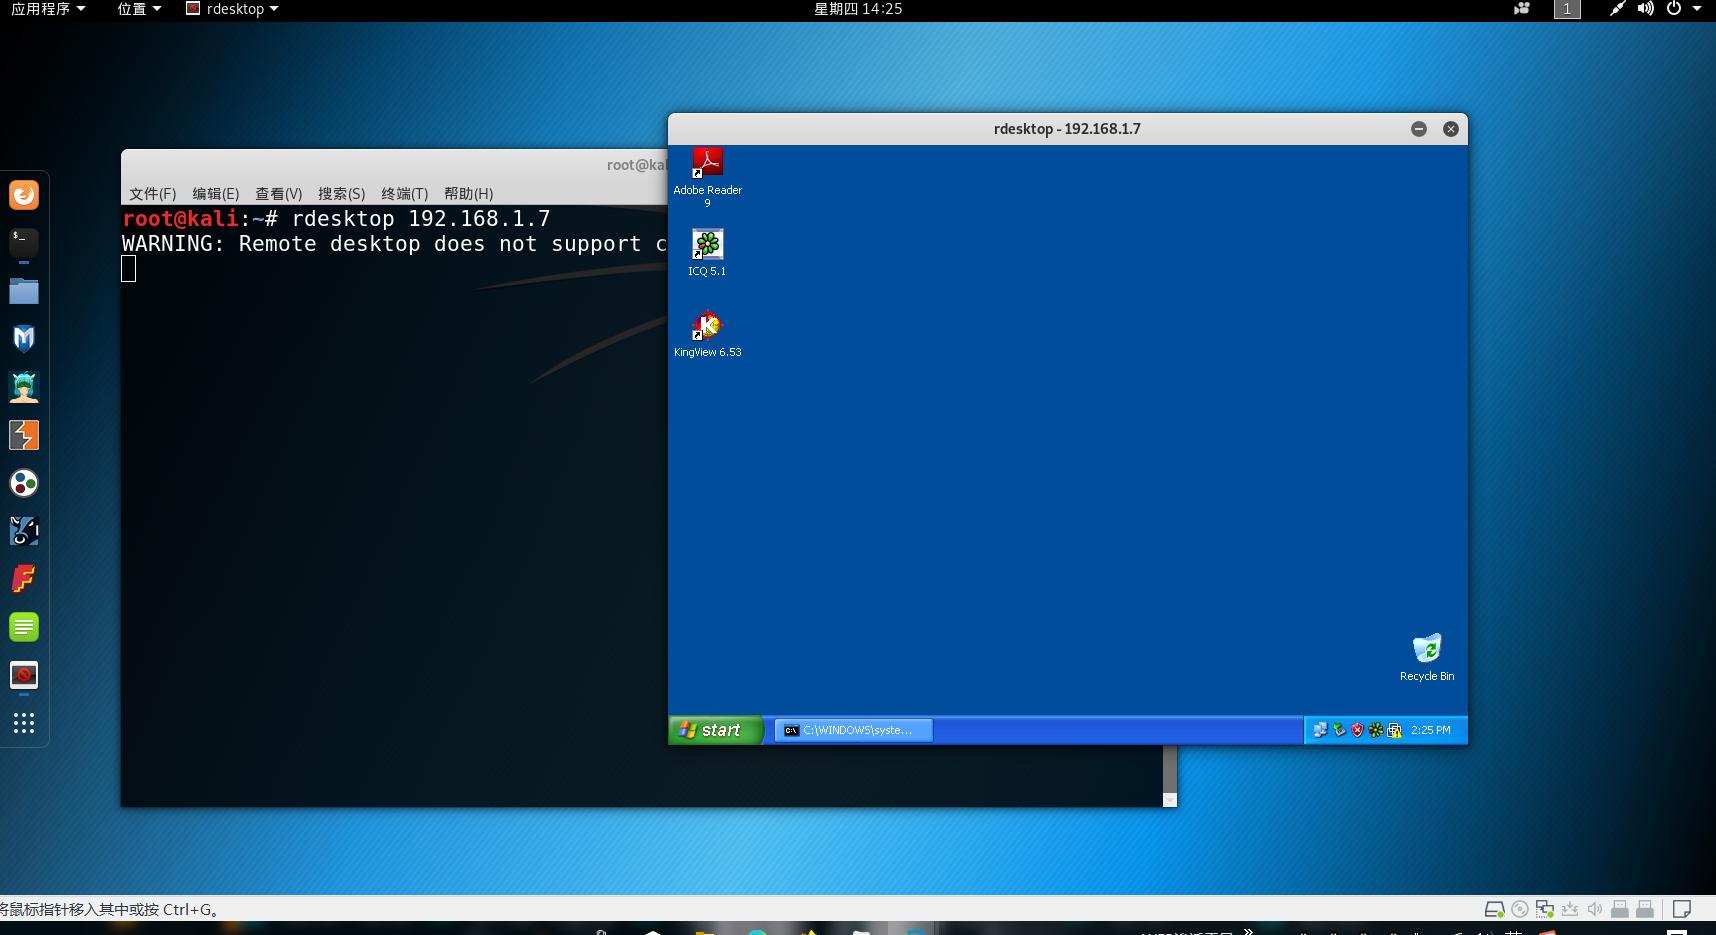 应用程序 位置 rdesktop 星期四 14:25 1
rdesktop - 192.168.1.7
root@kal
文件(F) 编辑(E) 查看(V) 搜索(S) 终端(T) 帮助(H)
root@kali:~# rdesktop 192.168.1.7
WARNING: Remote desktop does not support c
Adobe Reader
9
ICQ 5.1
KingView 6.53
Recycle Bin
start C:\WINDOWS\syste... 2:25 PM
将鼠标指针移入其中或按 Ctrl+G。